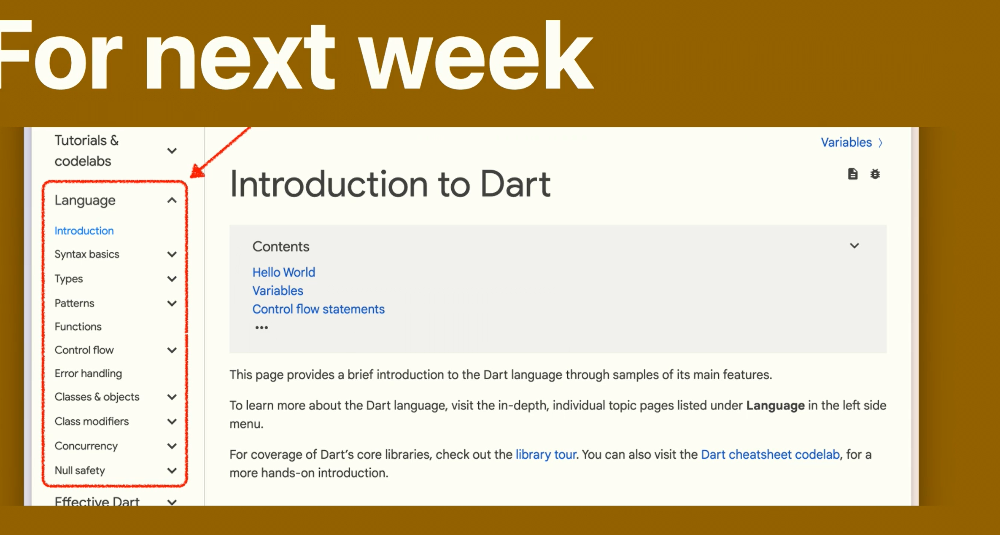 For next week
Tutorials &
codelabs
Language
Introduction
Syntax basics
Types
Patterns
Functions
Control flow
Error handling
Classes & objects
Class modifiers
Concurrency
Null safety
Effective Dart
Variables
Introduction to Dart
Contents
Hello World
Variables
Control flow statements
•••
This page provides a brief introduction to the Dart language through samples of its main features.
To learn more about the Dart language, visit the in-depth, individual topic pages listed under Language in the left side
menu.
For coverage of Dart’s core libraries, check out the library tour. You can also visit the Dart cheatsheet codelab, for a
more hands-on introduction.